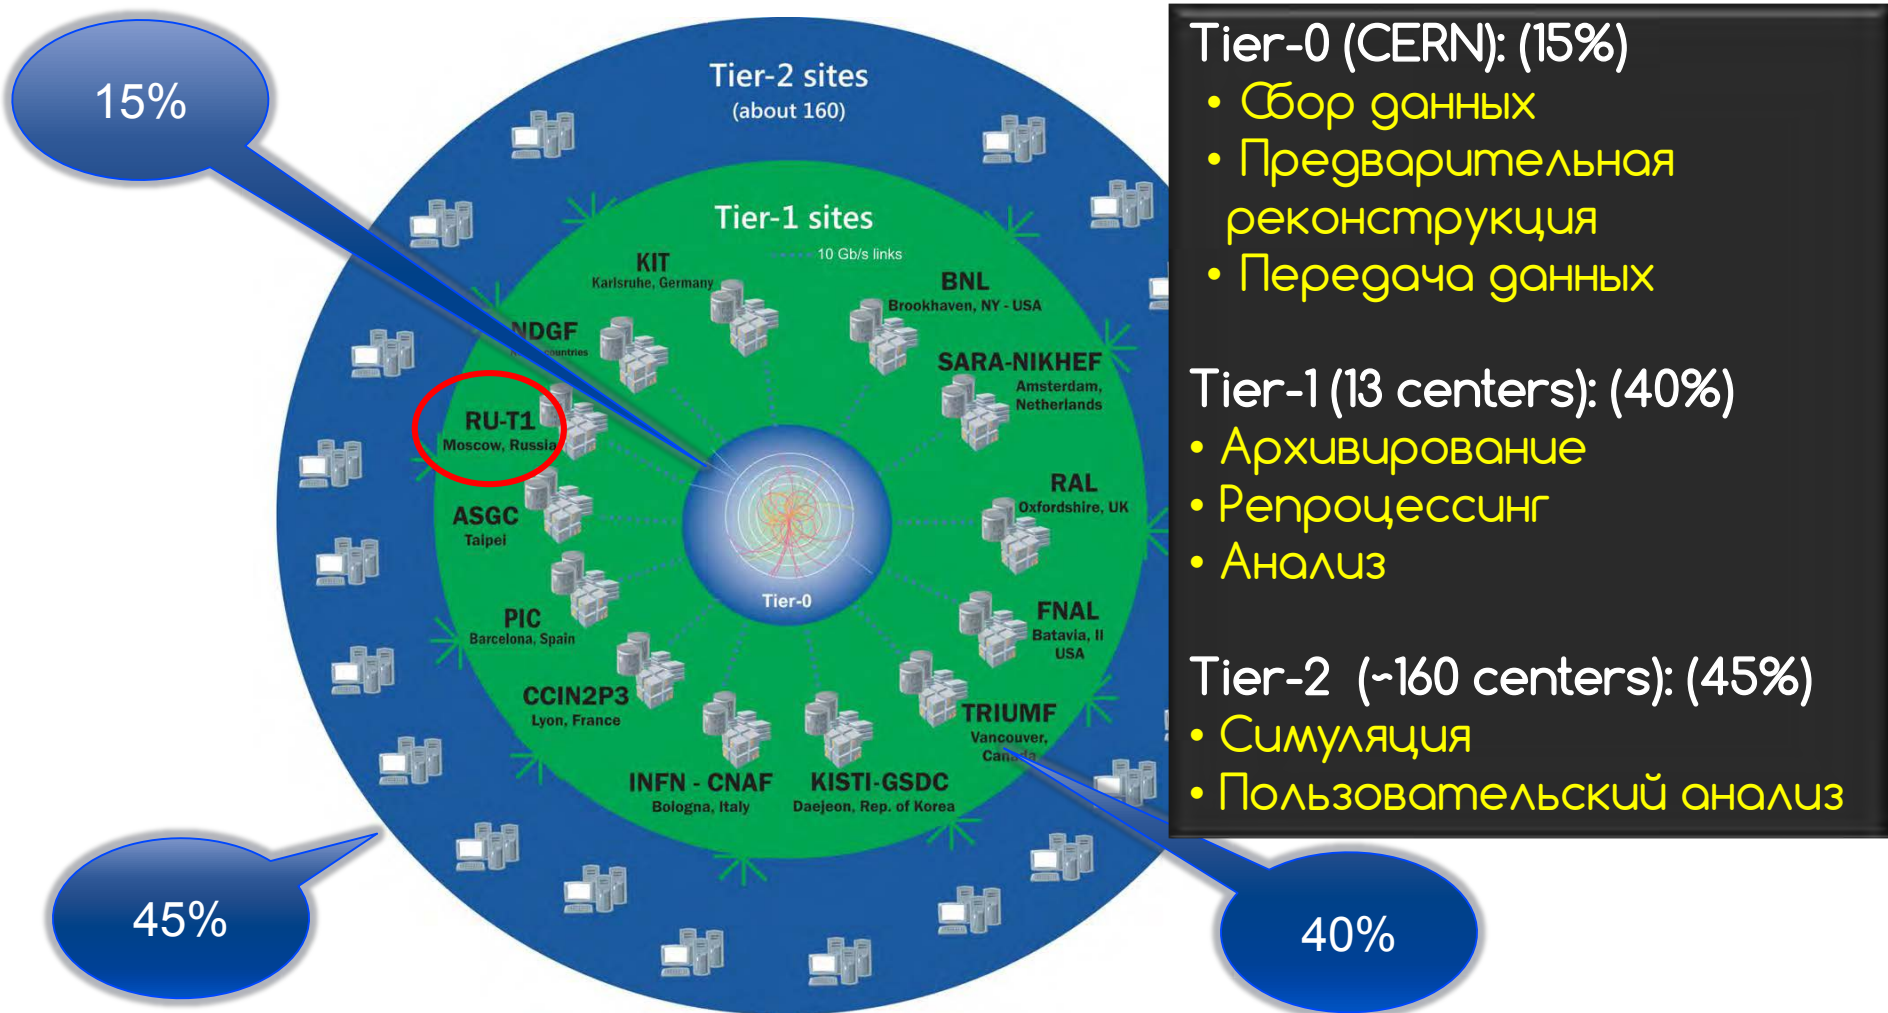 15%
Tier-2 sites
(about 160)
Tier-1 sites
10 Gb/s links
KIT
Karlsruhe, Germany
BNL
Brookhaven, NY - USA
NDGF
countries
SARA-NIKHEF
Amsterdam,
Netherlands
RU-T1
Moscow, Russia
RAL
Oxfordshire, UK
ASGC
Taipei
Tier-0
PIC
Barcelona, Spain
FNAL
Batavia, Il
USA
CCIN2P3
Lyon, France
TRIUMF
Vancouver,
Canada
INFN - CNAF
Bologna, Italy
KISTI-GSDC
Daejeon, Rep. of Korea
45%
40%
Tier-0 (CERN): (15%)
• Сбор данных
• Предварительная
реконструкция
• Передача данных
Tier-1 (13 centers): (40%)
• Архивирование
• Репроцессинг
• Анализ
Tier-2 (~160 centers): (45%)
• Симуляция
• Пользовательский анализ